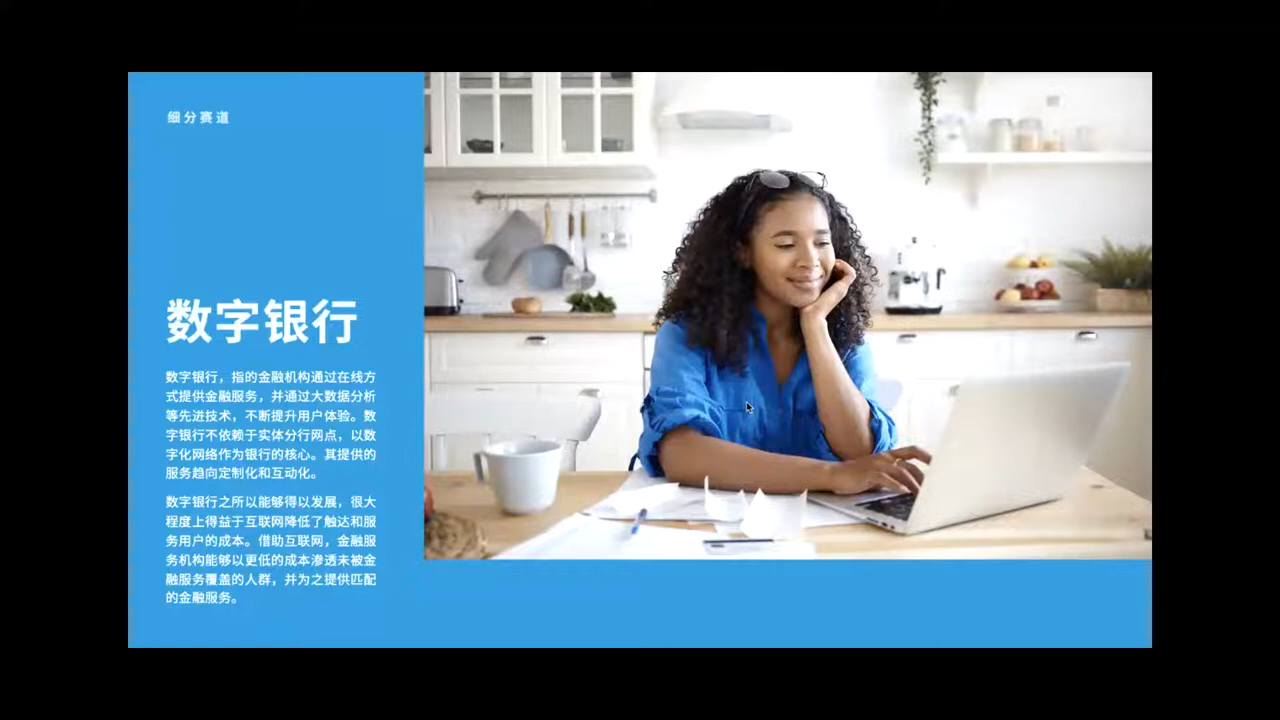 细分赛道
数字银行
数字银行，指的金融机构通过在线方
式提供金融服务，并通过大数据分析
等先进技术，不断提升用户体验。数
字银行不依赖于实体分行网点，以数
字化网络作为银行的核心。其提供的
服务趋向定制化和互动化。
数字银行之所以能够得以发展，很大
程度上得益于互联网降低了触达和服
务用户的成本。借助互联网，金融服
务机构能够以更低的成本渗透未被金
融服务覆盖的人群，并为之提供匹配
的金融服务。